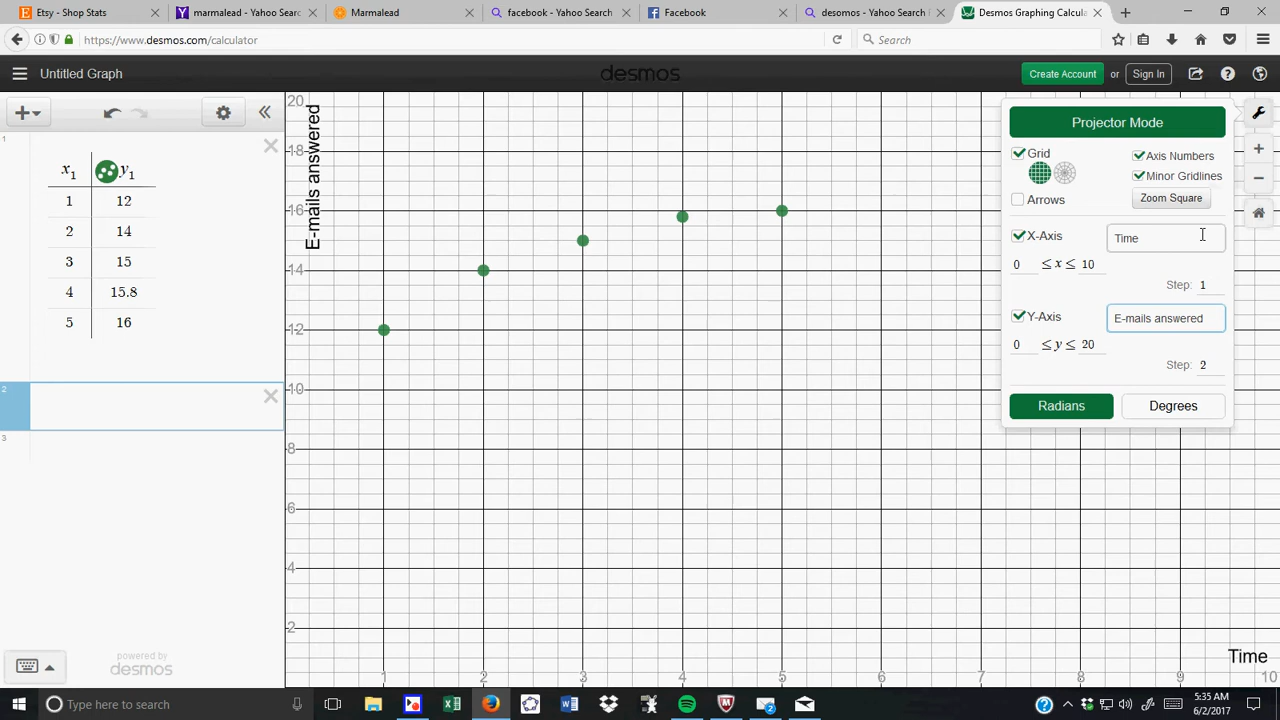 Etsy - Shop Stats
marmalead - Yahoo Searc
Marmalead
facebook - Yahoo Search
Facebook
desomos - Yahoo Search
Desmos Graphing Calcula
https://www.desmos.com/calculator
Search
Untitled Graph
desmos
Create Account or Sign In
x1 y1
1 12
2 14
3 15
4 15.8
5 16
1
2
3
powered by
desmos
E-mails answered
20
18
16
14
12
10
8
6
4
2
1 2 3 4 5 6 7 8 9 10
Time
Projector Mode
Grid
Axis Numbers
Minor Gridlines
Arrows
Zoom Square
X-Axis Time
0 ≤ x ≤ 10
Step: 1
Y-Axis E-mails answered
0 ≤ y ≤ 20
Step: 2
Radians Degrees
Type here to search
5:35 AM
6/2/2017